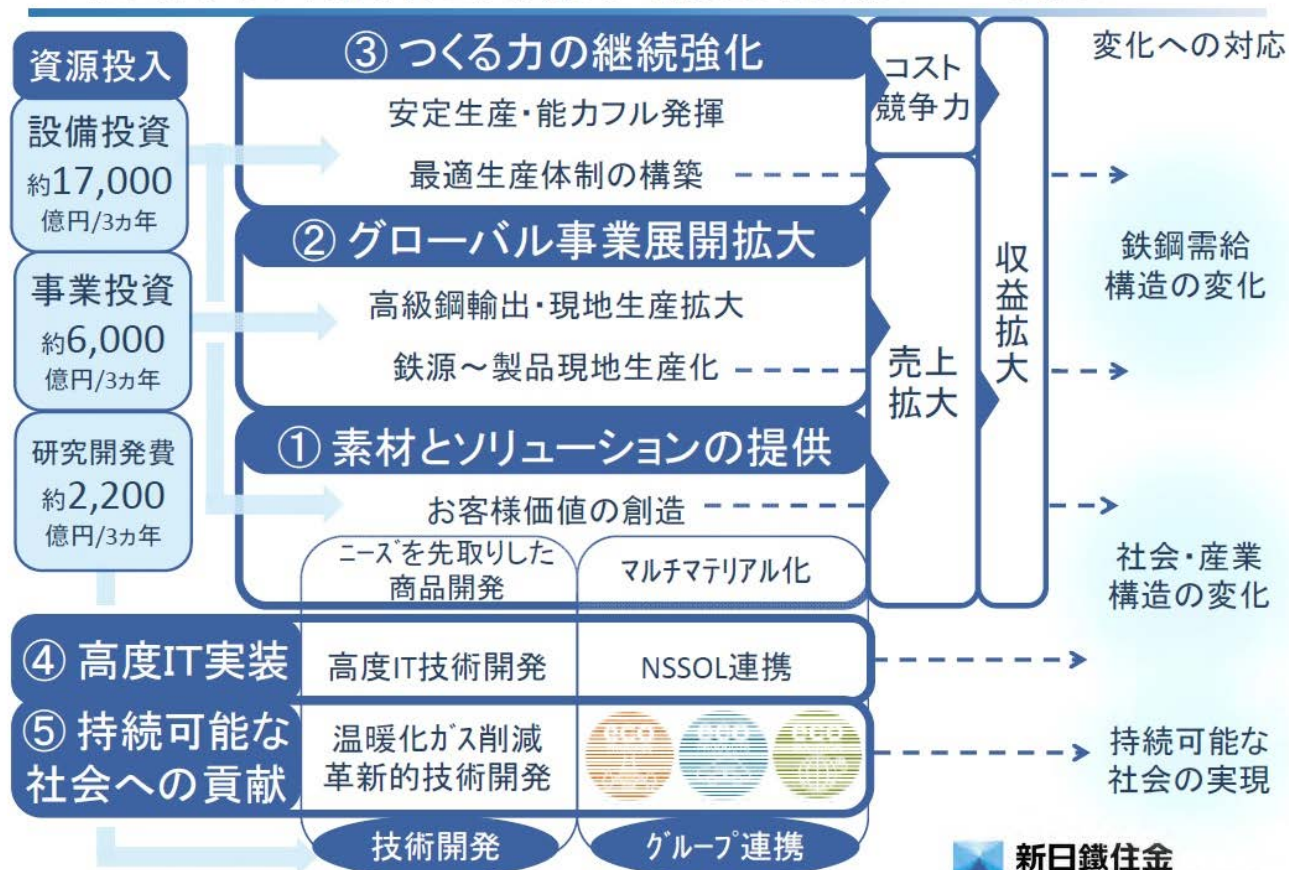 資源投入
設備投資
約17,000
億円/3カ年
事業投資
約6,000
億円/3カ年
研究開発費
約2,200
億円/3カ年
③ つくる力の継続強化
安定生産・能力フル発揮
最適生産体制の構築
② グローバル事業展開拡大
高級鋼輸出・現地生産拡大
鉄源～製品現地生産化
① 素材とソリューションの提供
お客様価値の創造
ニーズを先取りした
商品開発
マルチマテリアル化
コスト
競争力
売上
拡大
収益拡大
変化への対応
鉄鋼需給
構造の変化
社会・産業
構造の変化
持続可能な
社会の実現
④ 高度IT実装
高度IT技術開発
NSSOL連携
⑤ 持続可能な
社会への貢献
温暖化ガス削減
革新的技術開発
eco
eco
eco
技術開発
グループ連携
新日鐵住金